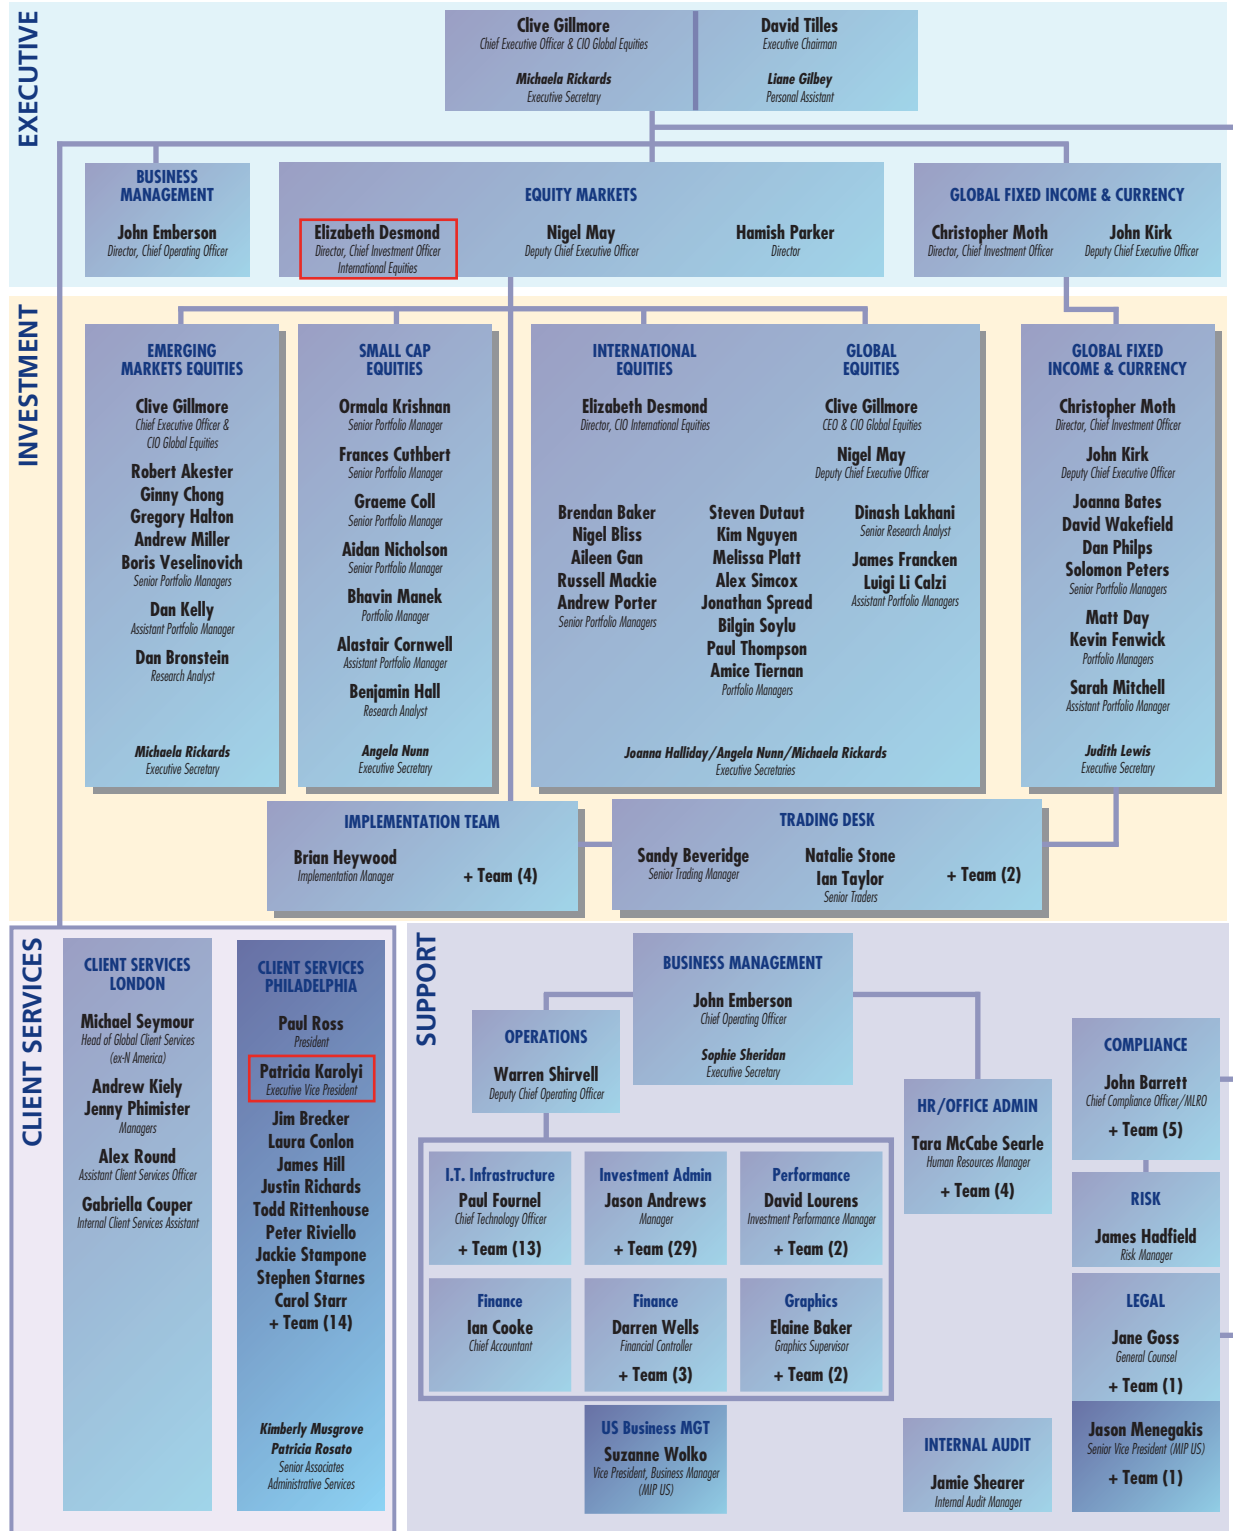 EXECUTIVE
Clive Gillmore
Chief Executive Officer & CIO Global Equities
Michaela Rickards
Executive Secretary
David Tilles
Executive Chairman
Liane Gilbey
Personal Assistant
BUSINESS
MANAGEMENT
John Emberson
Director, Chief Operating Officer
EQUITY MARKETS
Elizabeth Desmond
Director, Chief Investment Officer
International Equities
Nigel May
Deputy Chief Executive Officer
Hamish Parker
Director
GLOBAL FIXED INCOME & CURRENCY
Christopher Moth
Director, Chief Investment Officer
John Kirk
Deputy Chief Executive Officer
INVESTMENT
EMERGING
MARKETS EQUITIES
Clive Gillmore
Chief Executive Officer &
CIO Global Equities
Robert Akester
Ginny Chong
Gregory Halton
Andrew Miller
Boris Veselinovich
Senior Portfolio Managers
Dan Kelly
Assistant Portfolio Manager
Dan Bronstein
Research Analyst
Michaela Rickards
Executive Secretary
SMALL CAP
EQUITIES
Ormala Krishnan
Senior Portfolio Manager
Frances Cuthbert
Senior Portfolio Manager
Graeme Coll
Senior Portfolio Manager
Aidan Nicholson
Senior Portfolio Manager
Bhavin Manek
Portfolio Manager
Alastair Cornwell
Assistant Portfolio Manager
Benjamin Hall
Research Analyst
Angela Nunn
Executive Secretary
INTERNATIONAL
EQUITIES
Elizabeth Desmond
Director, CIO International Equities
GLOBAL
EQUITIES
Clive Gillmore
CEO & CIO Global Equities
Nigel May
Deputy Chief Executive Officer
Brendan Baker
Nigel Bliss
Aileen Gan
Russell Mackie
Andrew Porter
Senior Portfolio Managers
Steven Dutaut
Kim Nguyen
Melissa Platt
Alex Simcox
Jonathan Spread
Bilgin Soylu
Paul Thompson
Amice Tiernan
Portfolio Managers
Dinash Lakhani
Senior Research Analyst
James Francken
Luigi Li Calzi
Assistant Portfolio Managers
Joanna Halliday/Angela Nunn/Michaela Rickards
Executive Secretaries
GLOBAL FIXED
INCOME & CURRENCY
Christopher Moth
Director, Chief Investment Officer
John Kirk
Deputy Chief Executive Officer
Joanna Bates
David Wakefield
Dan Philps
Solomon Peters
Senior Portfolio Managers
Matt Day
Kevin Fenwick
Portfolio Managers
Sarah Mitchell
Assistant Portfolio Manager
Judith Lewis
Executive Secretary
IMPLEMENTATION TEAM
Brian Heywood
Implementation Manager
+ Team (4)
TRADING DESK
Sandy Beveridge
Senior Trading Manager
Natalie Stone
Ian Taylor
Senior Traders
+ Team (2)
CLIENT SERVICES
CLIENT SERVICES
LONDON
Michael Seymour
Head of Global Client Services
(ex-N America)
Andrew Kiely
Jenny Phimister
Managers
Alex Round
Assistant Client Services Officer
Gabriella Couper
Internal Client Services Assistant
CLIENT SERVICES
PHILADELPHIA
Paul Ross
President
Patricia Karolyi
Executive Vice President
Jim Brecker
Laura Conlon
James Hill
Justin Richards
Todd Rittenhouse
Peter Riviello
Jackie Stampone
Stephen Starnes
Carol Starr
+ Team (14)
Kimberly Musgrove
Patricia Rosato
Senior Associates
Administrative Services
SUPPORT
BUSINESS MANAGEMENT
John Emberson
Chief Operating Officer
Sophie Sheridan
Executive Secretary
OPERATIONS
Warren Shirvell
Deputy Chief Operating Officer
I.T. Infrastructure
Paul Fournel
Chief Technology Officer
+ Team (13)
Investment Admin
Jason Andrews
Manager
+ Team (29)
Performance
David Lourens
Investment Performance Manager
+ Team (2)
Finance
Ian Cooke
Chief Accountant
Finance
Darren Wells
Financial Controller
+ Team (3)
Graphics
Elaine Baker
Graphics Supervisor
+ Team (2)
US Business MGT
Suzanne Wolko
Vice President, Business Manager
(MIP US)
HR/OFFICE ADMIN
Tara McCabe Searle
Human Resources Manager
+ Team (4)
INTERNAL AUDIT
Jamie Shearer
Internal Audit Manager
COMPLIANCE
John Barrett
Chief Compliance Officer/MLRO
+ Team (5)
RISK
James Hadfield
Risk Manager
LEGAL
Jane Goss
General Counsel
+ Team (1)
Jason Menegakis
Senior Vice President (MIP US)
+ Team (1)